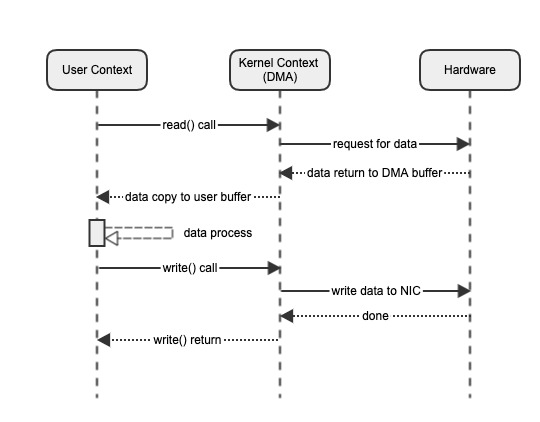 User Context
Kernel Context
(DMA)
Hardware
read() call
request for data
data return to DMA buffer
data copy to user buffer
data process
write() call
write data to NIC
done
write() return